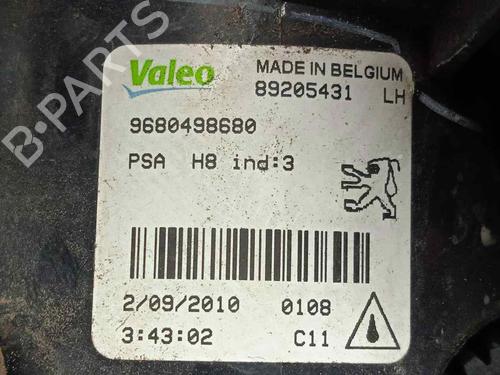 Valeo
MADE IN BELGIUM
89205431 LH
9680498680
PSA H8 ind:3
2/09/2010 0108
3:43:02 C11